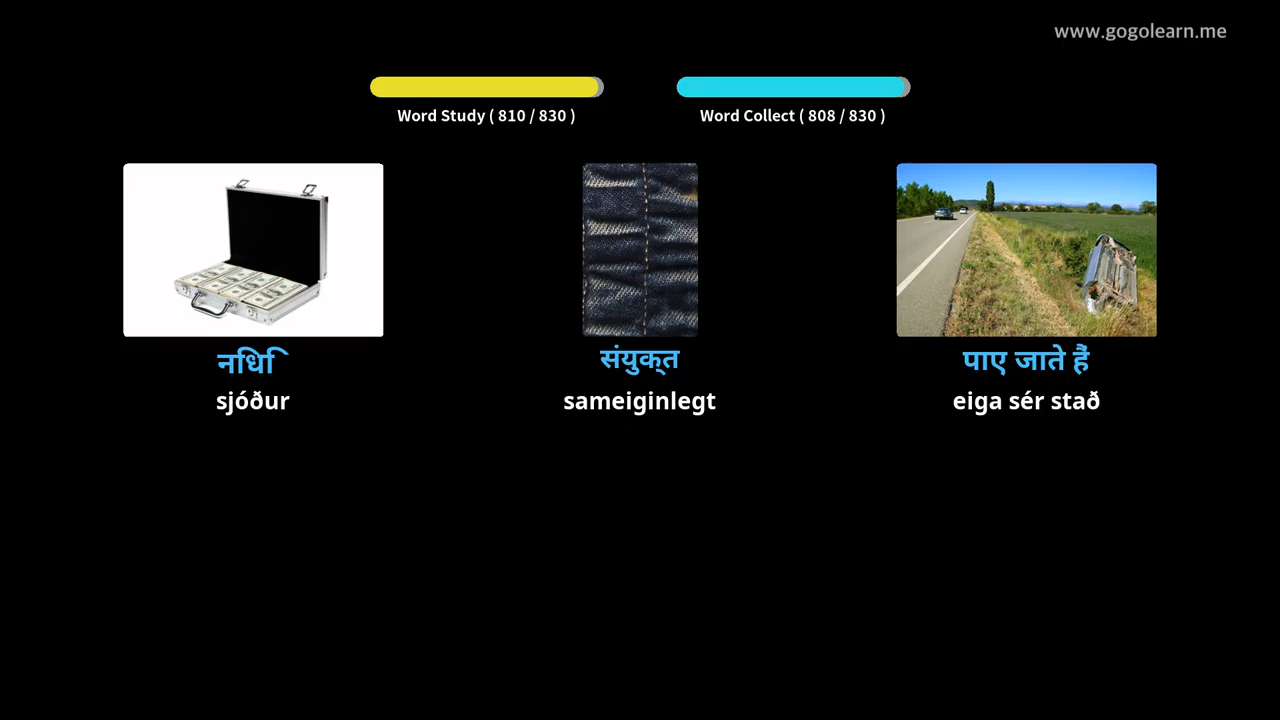 www.gogolearn.me
Word Study ( 810 / 830 )
Word Collect ( 808 / 830 )
निधि
संयुक्त
पाए जाते हैं
sjóður
sameiginlegt
eiga sér stað